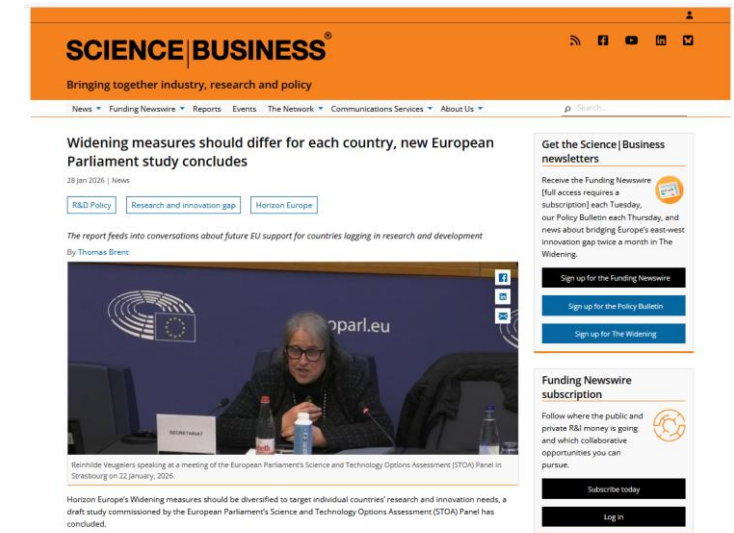 SCIENCE|BUSINESS®
Bringing together industry, research and policy
News Funding Newswire Reports Events The Network Communications Services About Us
Search...
Widening measures should differ for each country, new European
Parliament study concludes
28 Jan 2026 | News
R&D Policy Research and innovation gap Horizon Europe
The report feeds into conversations about future EU support for countries lagging in research and development
By Thomas Brent
oparl.eu
SECRETARIAT
Reinhilde Veugelers speaking at a meeting of the European Parliament's Science and Technology Options Assessment (STOA) Panel in
Strasbourg on 22 January, 2026.
Horizon Europe's Widening measures should be diversified to target individual countries' research and innovation needs, a
draft study commissioned by the European Parliament's Science and Technology Options Assessment (STOA) Panel has
concluded.
Get the Science|Business
newsletters
Receive the Funding Newswire
[full access requires a
subscription] each Tuesday,
our Policy Bulletin each Thursday, and
news about bridging Europe's east-west
innovation gap twice a month in The
Widening.
Sign up for the Funding Newswire
Sign up for the Policy Bulletin
Sign up for The Widening
Funding Newswire
subscription
Follow where the public and
private R&I money is going
and which collaborative
opportunities you can
pursue.
Subscribe today
Log in